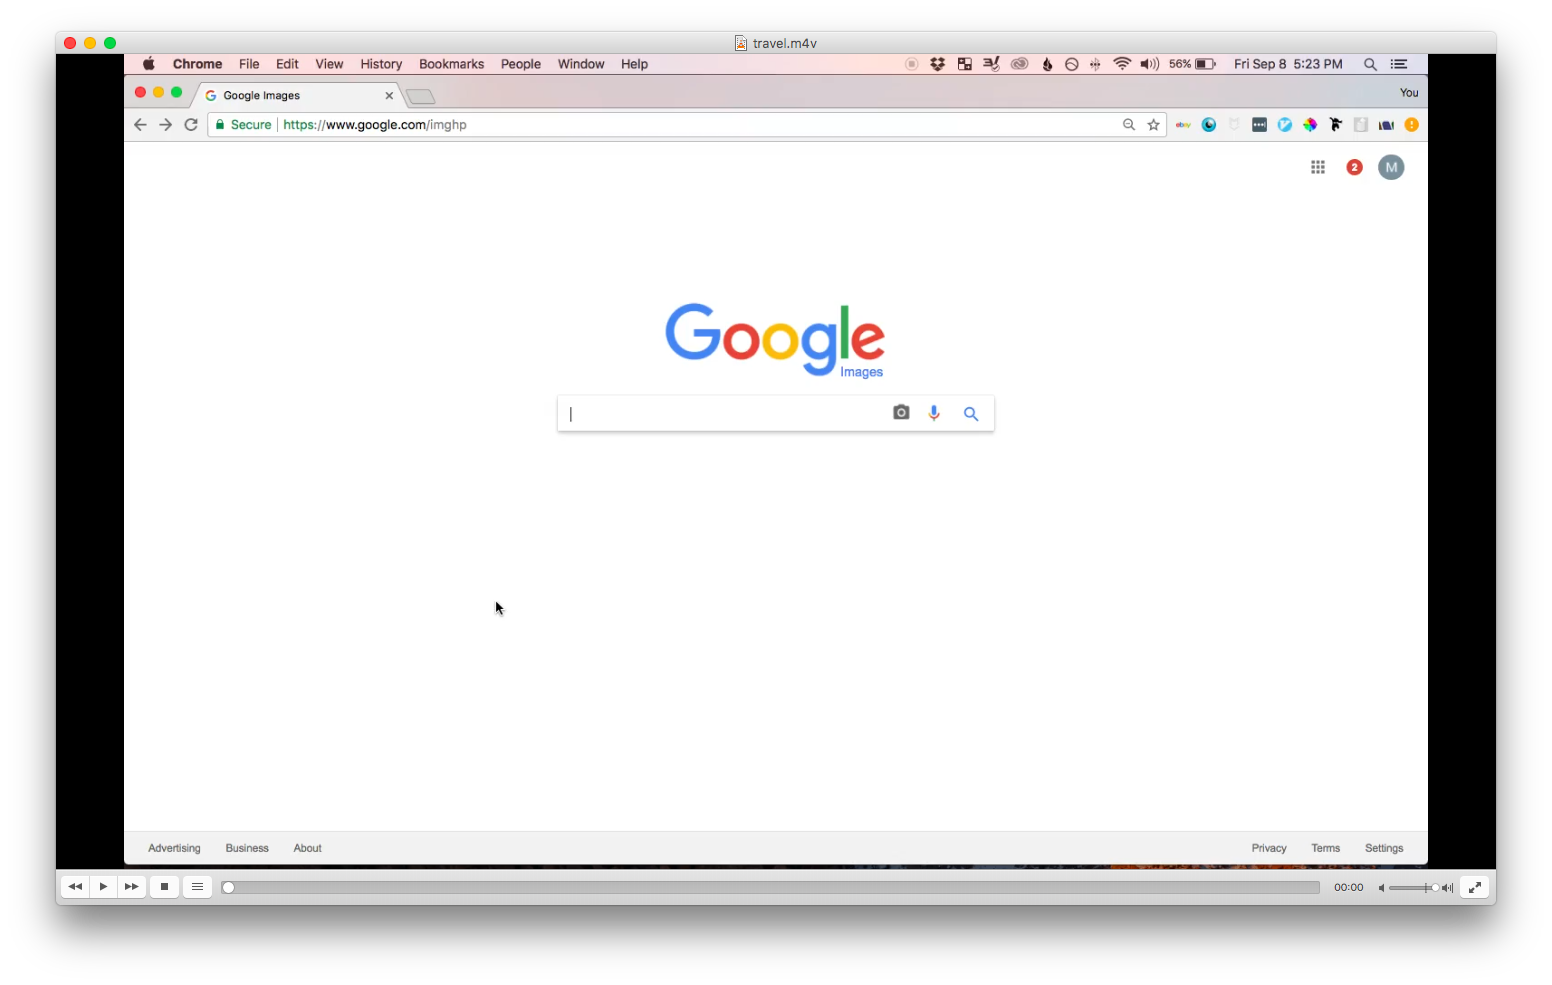 travel.m4v
Chrome File Edit View History Bookmarks People Window Help 56% Fri Sep 8 5:23 PM
Google Images You
Secure https://www.google.com/imghp ebay
2 M
Google
Images
Advertising Business About Privacy Terms Settings
00:00